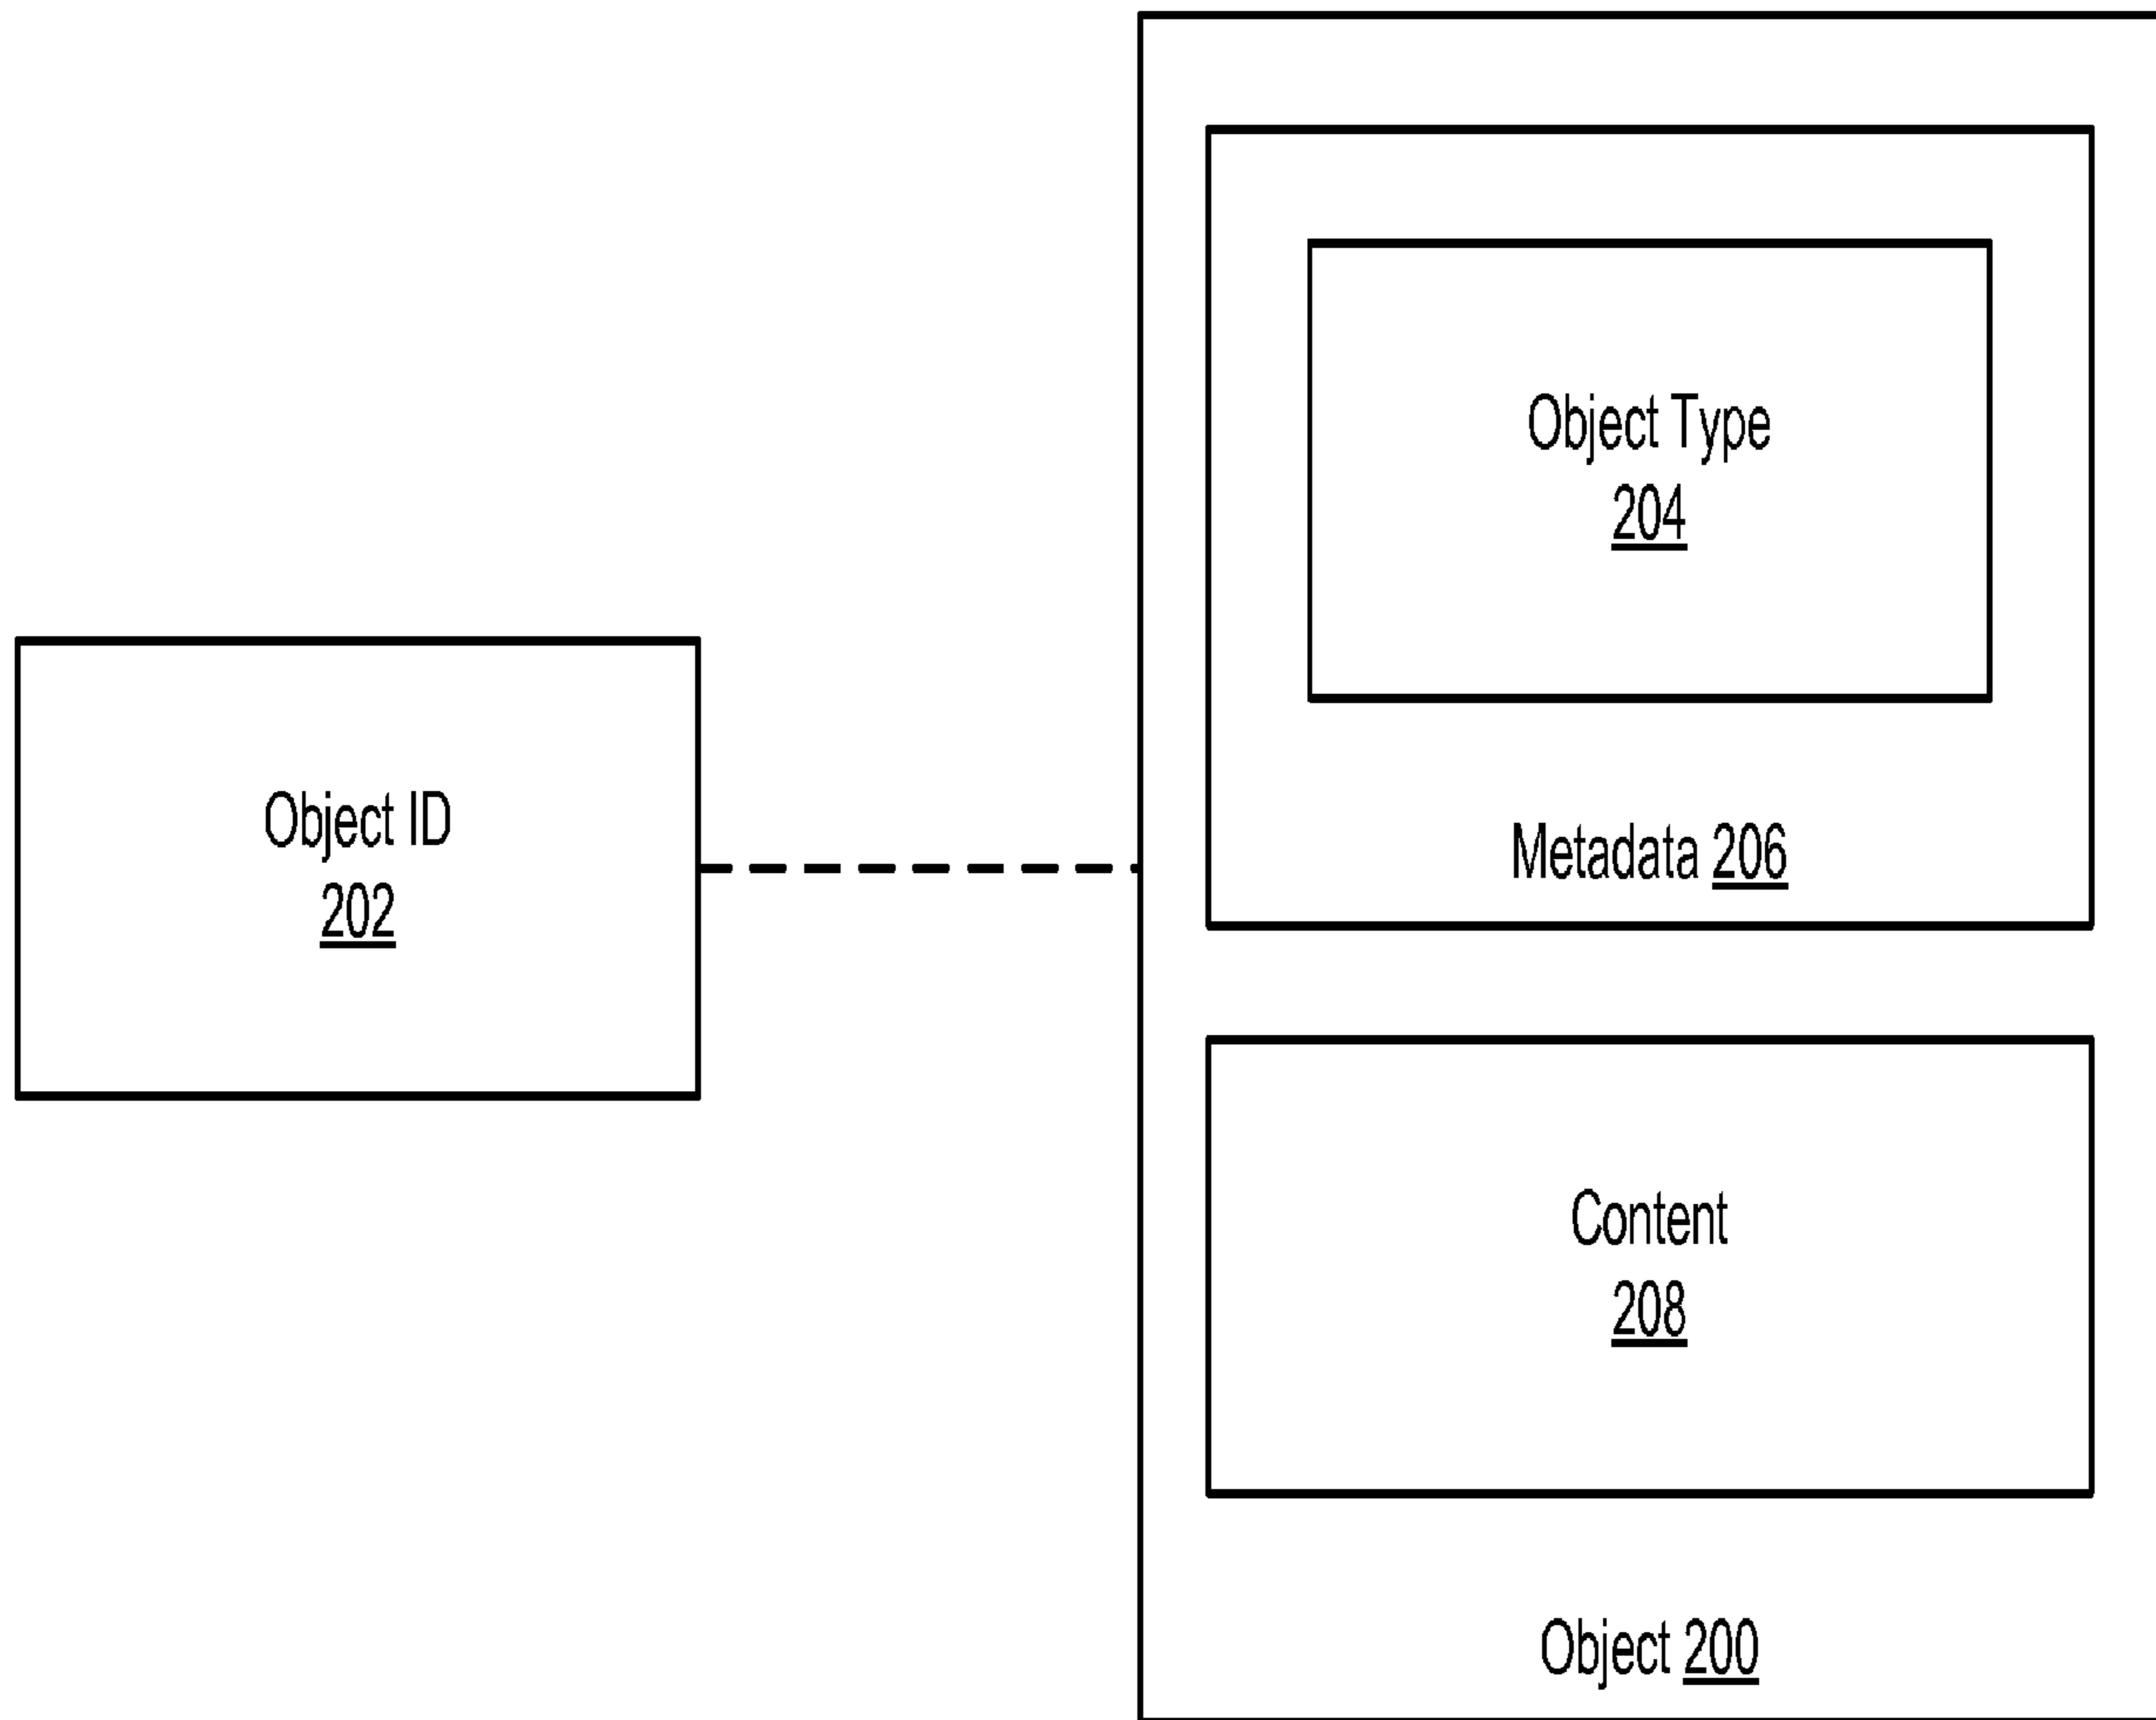 Object Type
204
Object ID
202
Metadata 206
Content
208
Object 200